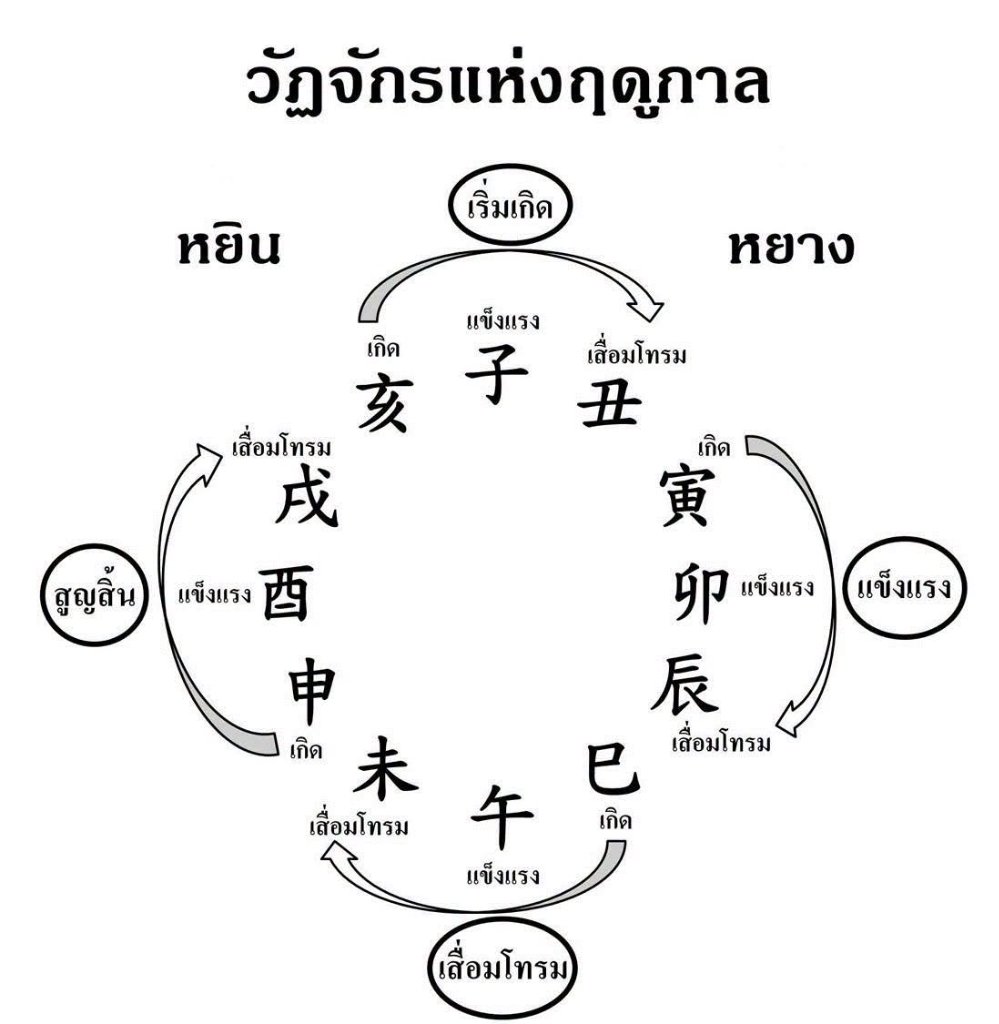 วัฏจักรแห่งฤดูกาล
เริ่มเกิด
หยิน
หยาง
แข็งแรง
เกิด
เสื่อมโทรม
子
亥
丑
เสื่อมโทรม
เกิด
戌
寅
สูญสิ้น
แข็งแรง
酉
卯
แข็งแรง
แข็งแรง
申
辰
เกิด
เสื่อมโทรม
未
巳
午
เสื่อมโทรม
เกิด
แข็งแรง
เสื่อมโทรม